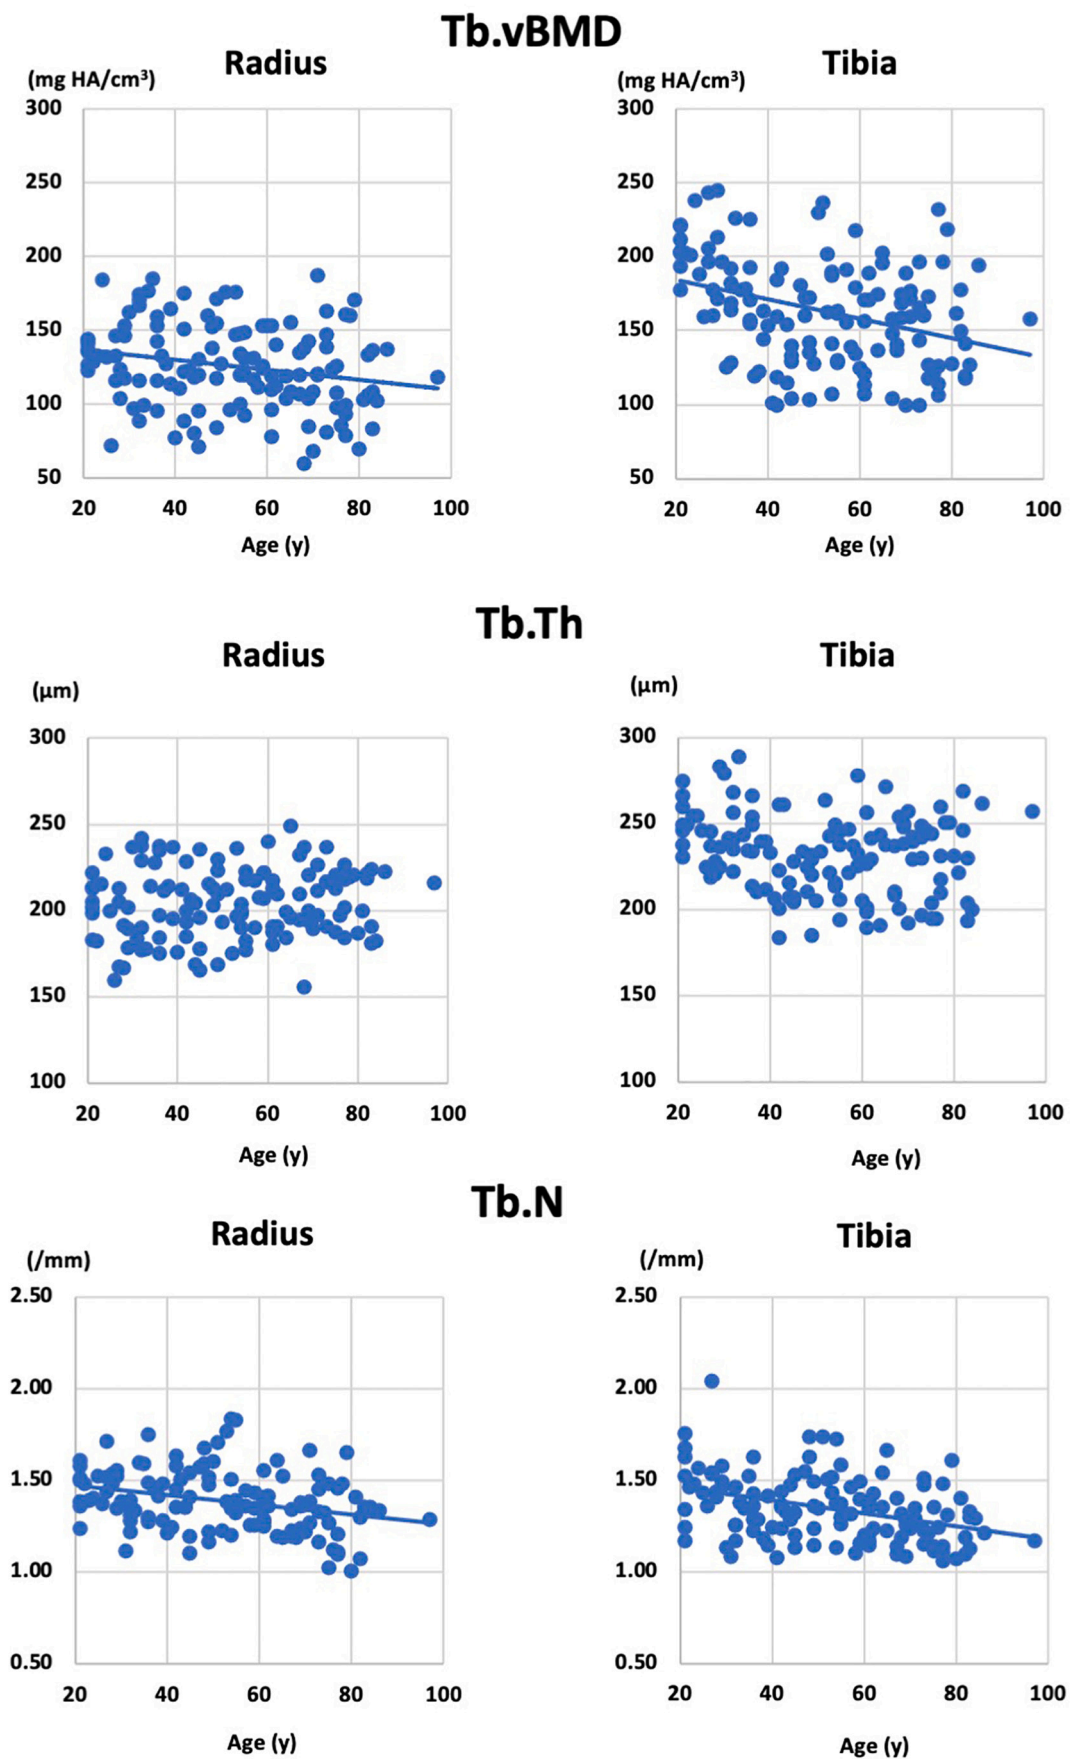 Tb.vBMD
Radius Tibia
(mg HA/cm³) (mg HA/cm³)
300 300
250 250
200 200
150 150
100 100
50 50
20 40 60 80 100 20 40 60 80 100
Age (y) Age (y)
Tb.Th
Radius Tibia
(μm) (μm)
300 300
250 250
200 200
150 150
100 100
20 40 60 80 100 20 40 60 80 100
Age (y) Age (y)
Tb.N
Radius Tibia
(/mm) (/mm)
2.50 2.50
2.00 2.00
1.50 1.50
1.00 1.00
0.50 0.50
20 40 60 80 100 20 40 60 80 100
Age (y) Age (y)